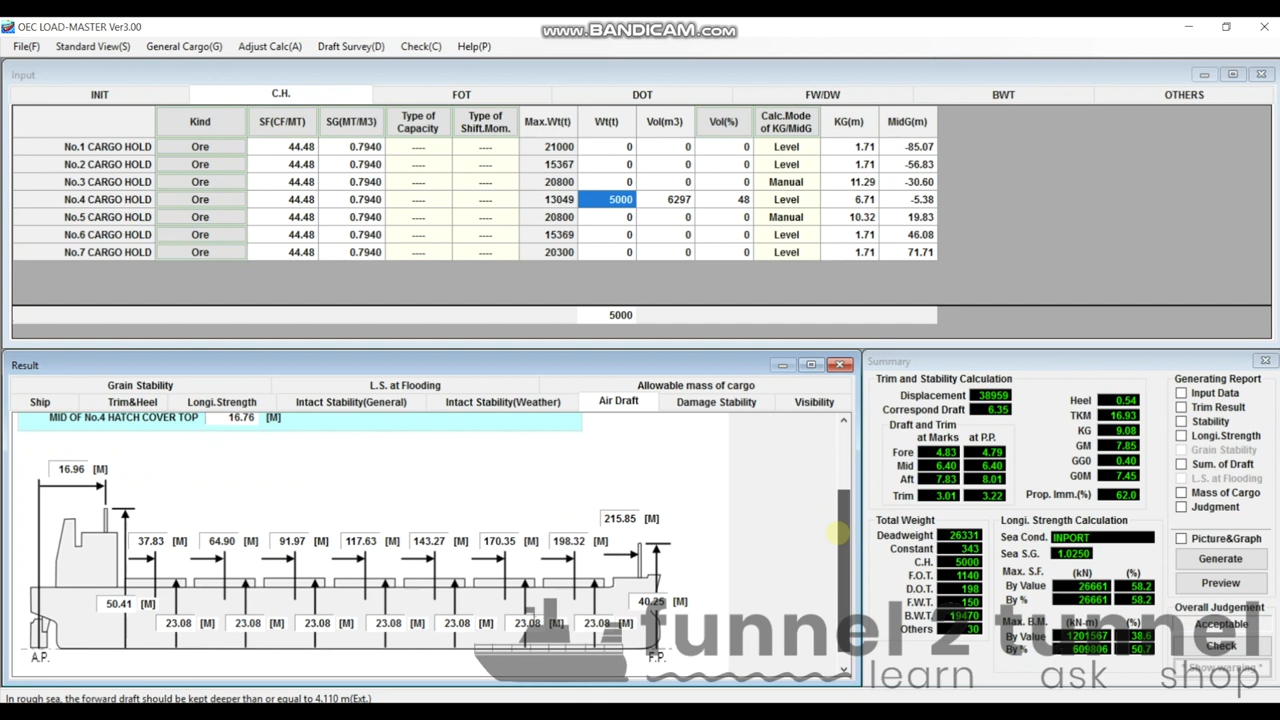 OEC LOAD-MASTER Ver3.00
www.BANDICAM.com
File(F) Standard View(S) General Cargo(G) Adjust Calc(A) Draft Survey(D) Check(C) Help(P)
Input
INIT C.H. FOT DOT FW/DW BWT OTHERS
Kind SF(CF/MT) SG(MT/M3) Type of Capacity Type of Shift.Mom. Max.Wt(t) Wt(t) Vol(m3) Vol(%) Calc.Mode of KG/MidG KG(m) MidG(m)
No.1 CARGO HOLD Ore 44.48 0.7940 ---- ---- 21000 0 0 0 Level 1.71 -85.07
No.2 CARGO HOLD Ore 44.48 0.7940 ---- ---- 15367 0 0 0 Level 1.71 -56.83
No.3 CARGO HOLD Ore 44.48 0.7940 ---- ---- 20800 0 0 0 Manual 11.29 -30.60
No.4 CARGO HOLD Ore 44.48 0.7940 ---- ---- 13049 5000 6297 48 Level 6.71 -5.38
No.5 CARGO HOLD Ore 44.48 0.7940 ---- ---- 20800 0 0 0 Manual 10.32 19.83
No.6 CARGO HOLD Ore 44.48 0.7940 ---- ---- 15369 0 0 0 Level 1.71 46.08
No.7 CARGO HOLD Ore 44.48 0.7940 ---- ---- 20300 0 0 0 Level 1.71 71.71
5000
Result
Grain Stability L.S. at Flooding Allowable mass of cargo
Ship Trim&Heel Longi.Strength Intact Stability(General) Intact Stability(Weather) Air Draft Damage Stability Visibility
MID OF No.4 HATCH COVER TOP 16.76 [M]
16.96 [M]
215.85 [M]
37.83 [M] 64.90 [M] 91.97 [M] 117.63 [M] 143.27 [M] 170.35 [M] 198.32 [M]
50.41 [M] 40.25 [M]
23.08 [M] 23.08 [M] 23.08 [M] 23.08 [M] 23.08 [M] 23.08 [M] 23.08 [M]
A.P. F.P.
Summary
Trim and Stability Calculation
Displacement 38959
Correspond Draft 6.35
Draft and Trim
at Marks at P.P.
Fore 4.83 4.79
Mid 6.40 6.40
Aft 7.83 8.01
Trim 3.01 3.22
Heel 0.54
TKM 16.93
KG 9.08
GM 7.85
GG0 0.40
G0M 7.45
Prop. Imm.(%) 62.0
Total Weight
Deadweight 26331
Constant 343
C.H. 5000
F.O.T. 1140
D.O.T. 198
F.W.T. 150
B.W.T. 19470
Others 30
Longi. Strength Calculation
Sea Cond. INPORT
Sea S.G. 1.0250
Max. S.F. (kN) (%)
By Value 26661 58.2
By % 26661 58.2
Max. B.M. (kN-m) (%)
By Value 1201567 38.6
By % 609806 50.7
Generating Report
Input Data
Trim Result
Stability
Longi.Strength
Grain Stability
Sum. of Draft
L.S. at Flooding
Mass of Cargo
Judgement
Picture&Graph
Generate
Preview
Overall Judgement
Acceptable
Check
* Show warning *
funnel 2 tunnel
learn ask shop
In rough sea, the forward draft should be kept deeper than or equal to 4.110 m(Ext.)